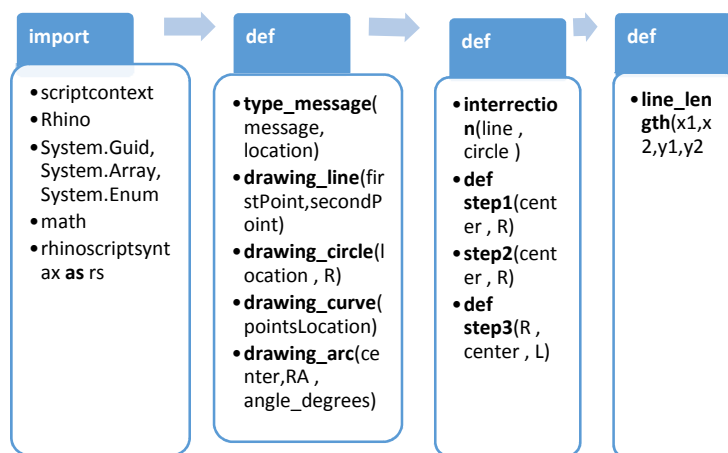 import
•scriptcontext
•Rhino
•System.Guid,
System.Array,
System.Enum
•math
•rhinoscriptsynt
ax as rs
def
•type_message(
message,
location)
•drawing_line(fir
stPoint,secondP
oint)
•drawing_circle(l
ocation , R)
•drawing_curve(
pointsLocation)
•drawing_arc(ce
nter,RA ,
angle_degrees)
def
•interrectio
n(line ,
circle )
•def
step1(cent
er , R)
•step2(cent
er , R)
•def
step3(R ,
center , L)
def
•line_len
gth(x1,x
2,y1,y2